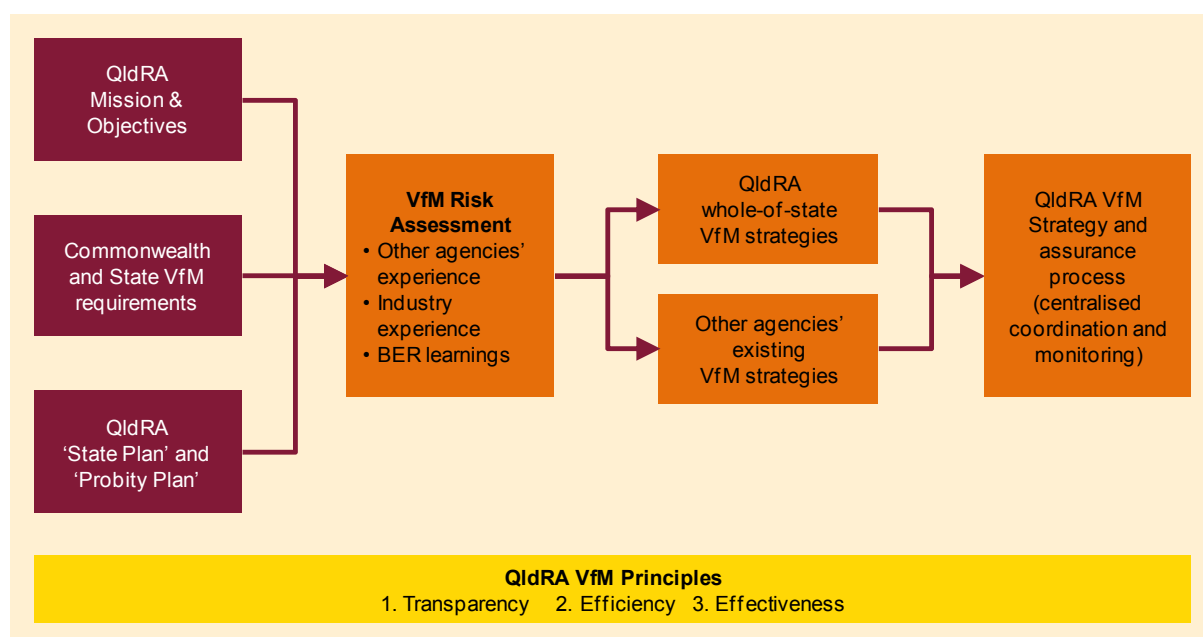 QldRA
Mission &
Objectives
Commonwealth
and State VfM
requirements
QldRA
‘State Plan’ and
‘Probity Plan’
VfM Risk
Assessment
• Other agencies’
experience
• Industry
experience
• BER learnings
QldRA
whole-of-state
VfM strategies
Other agencies’
existing
VfM strategies
QldRA VfM
Strategy and
assurance
process
(centralised
coordination and
monitoring)
QldRA VfM Principles
1. Transparency 2. Efficiency 3. Effectiveness